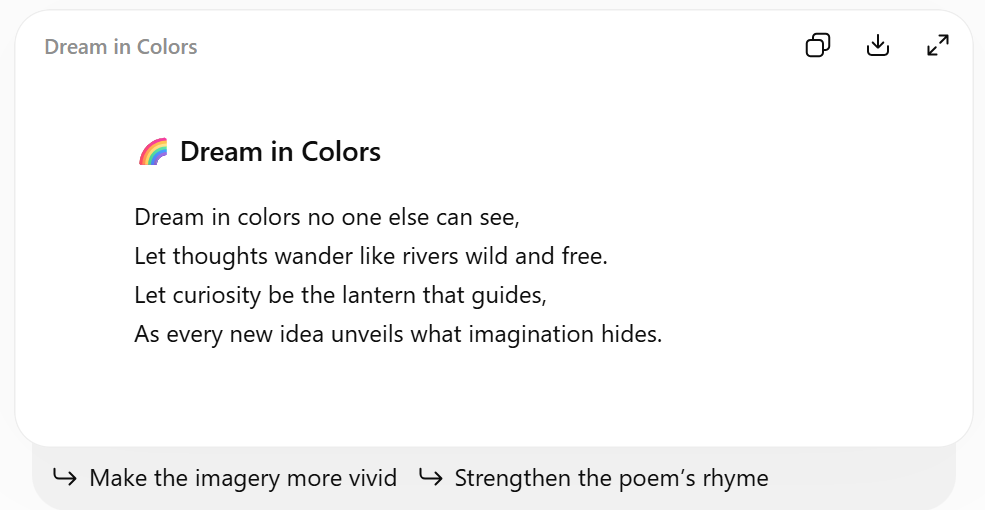 Dream in Colors
🌈 Dream in Colors
Dream in colors no one else can see,
Let thoughts wander like rivers wild and free.
Let curiosity be the lantern that guides,
As every new idea unveils what imagination hides.
Make the imagery more vivid
Strengthen the poem’s rhyme